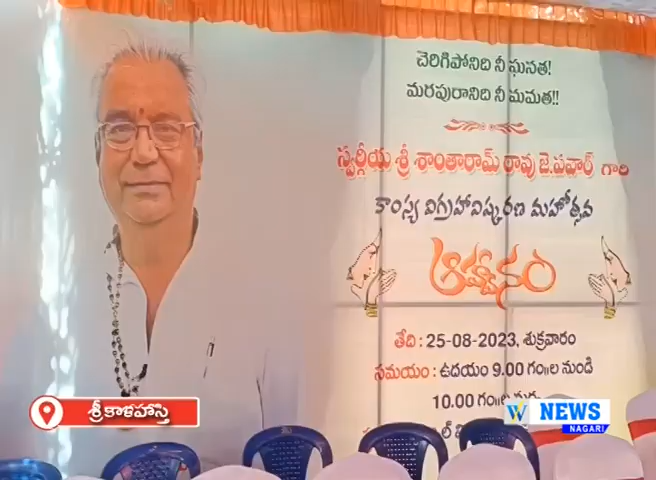 చెరిగిపోనిది నీ ఘనత!
మరపురానిది నీ మమత!!
స్వర్గీయ శ్రీ శాంతారామ్ రావు జె.పవార్ గారి
కాంస్య విగ్రహావిష్కరణ మహోత్సవ
ఆహ్వానం
తేది : 25-08-2023, శుక్రవారం
సమయం : ఉదయం 9.00 గం॥ల నుండి
10.00 గం॥ల
శ్రీకాళహస్తి
W NEWS
NAGARI